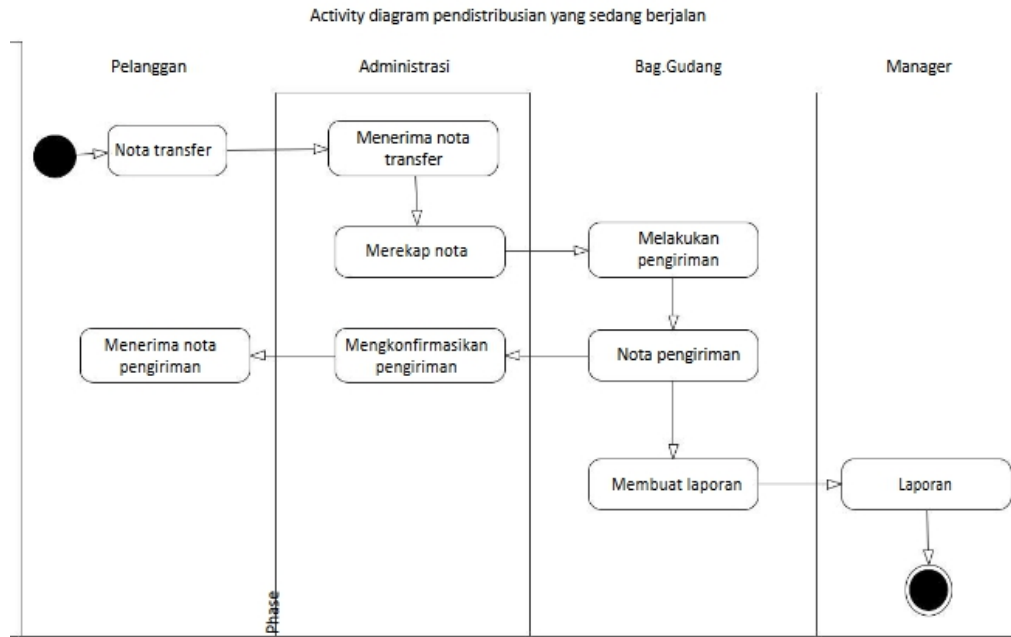 Activity diagram pendistribusian yang sedang berjalan
Pelanggan
Administrasi
Bag.Gudang
Manager
Nota transfer
Menerima nota
transfer
Merekap nota
Melakukan
pengiriman
Menerima nota
pengiriman
Mengkonfirmasikan
pengiriman
Nota pengiriman
Membuat laporan
Laporan
Phase